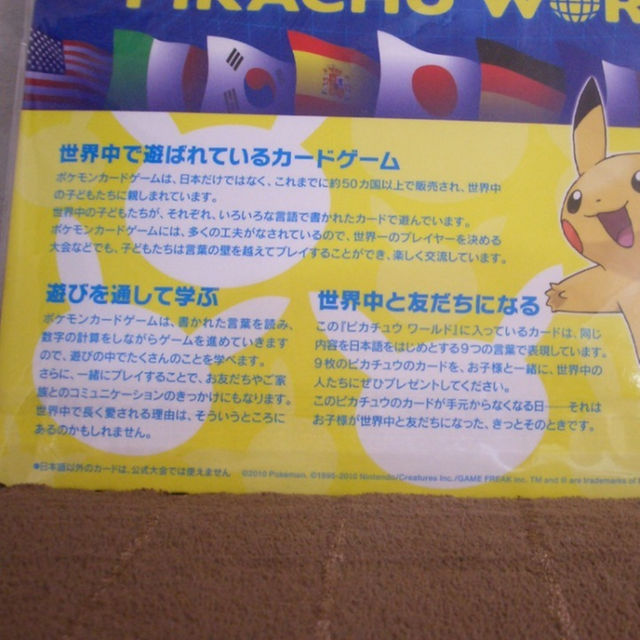 PIKACHU WOR
世界中で遊ばれているカードゲーム
ポケモンカードゲームは、日本だけではなく、これまでに約50カ国以上で販売され、世界中
の子どもたちに親しまれています。
世界中の子どもたちが、それぞれ、いろいろな言語で書かれたカードで遊んでいます。
ポケモンカードゲームには、多くの工夫がなされているので、世界一のプレイヤーを決める
大会などでも、子どもたちは言葉の壁を越えてプレイすることができ、楽しく交流しています。
遊びを通して学ぶ
ポケモンカードゲームは、書かれた言葉を読み、
数字の計算をしながらゲームを進めていきます
ので、遊びの中でたくさんのことを学べます。
さらに、一緒にプレイすることで、お友だちやご家
族とのコミュニケーションのきっかけにもなります。
世界中で長く愛される理由は、そういうところに
あるのかもしれません。
世界中と友だちになる
この『ピカチュウ ワールド』に入っているカードは、同じ
内容を日本語をはじめとする9つの言葉で表現しています。
9枚のピカチュウのカードを、お子様と一緒に、世界中の
人たちにぜひプレゼントしてください。
このピカチュウのカードが手元からなくなる日……それは
お子様が世界中と友だちになった、きっとそのときです。
●日本語以外のカードは、公式大会では使えません。 ©2010 Pokémon. ©1995-2010 Nintendo/Creatures Inc./GAME FREAK inc. TM and ® are trademarks of